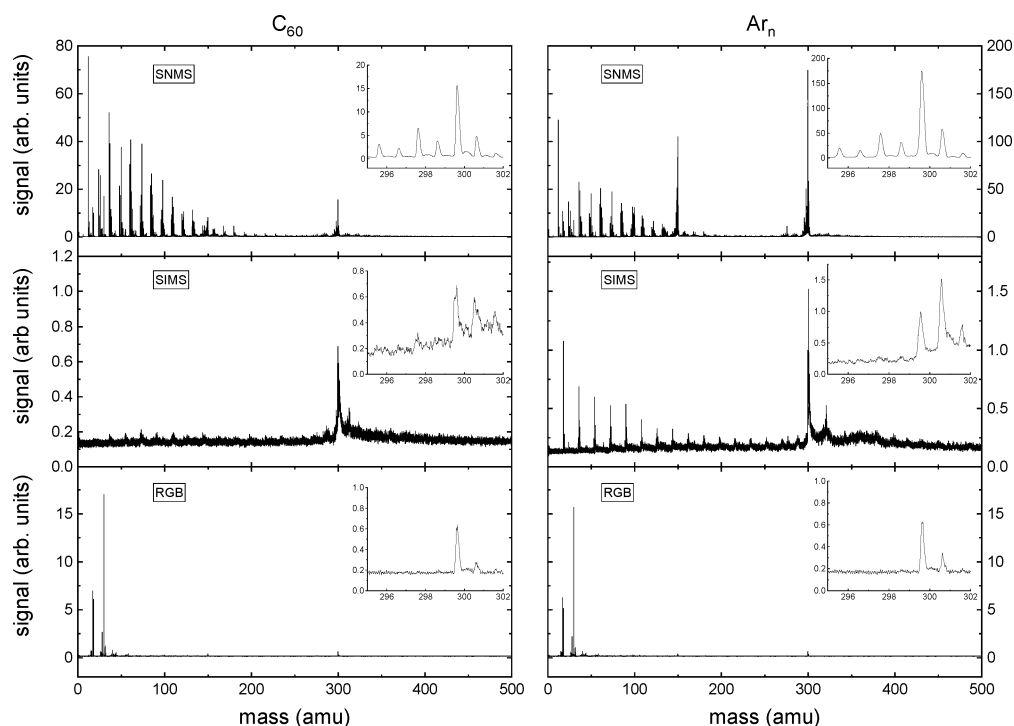 C60 Arn
80 200
60 150
40 100
20 50
0 0
signal (arb. units)
SNMS
15
10
5
0
296 298 300 302
SNMS
200
150
100
50
0
296 298 300 302
1.2
1.0 1.5
0.8
0.6 1.0
0.4 0.5
0.2
0.0 0.0
signal (arb units)
SIMS
0.8
0.6
0.4
0.2
0.0
296 298 300 302
SIMS
1.5
1.0
0.5
0.0
296 298 300 302
15 15
10 10
5 5
0 0
signal (arb. units)
RGB
1.0
0.8
0.6
0.4
0.2
0.0
296 298 300 302
RGB
1.0
0.8
0.6
0.4
0.2
0.0
296 298 300 302
0 100 200 300 400 500 0 100 200 300 400 500
mass (amu) mass (amu)